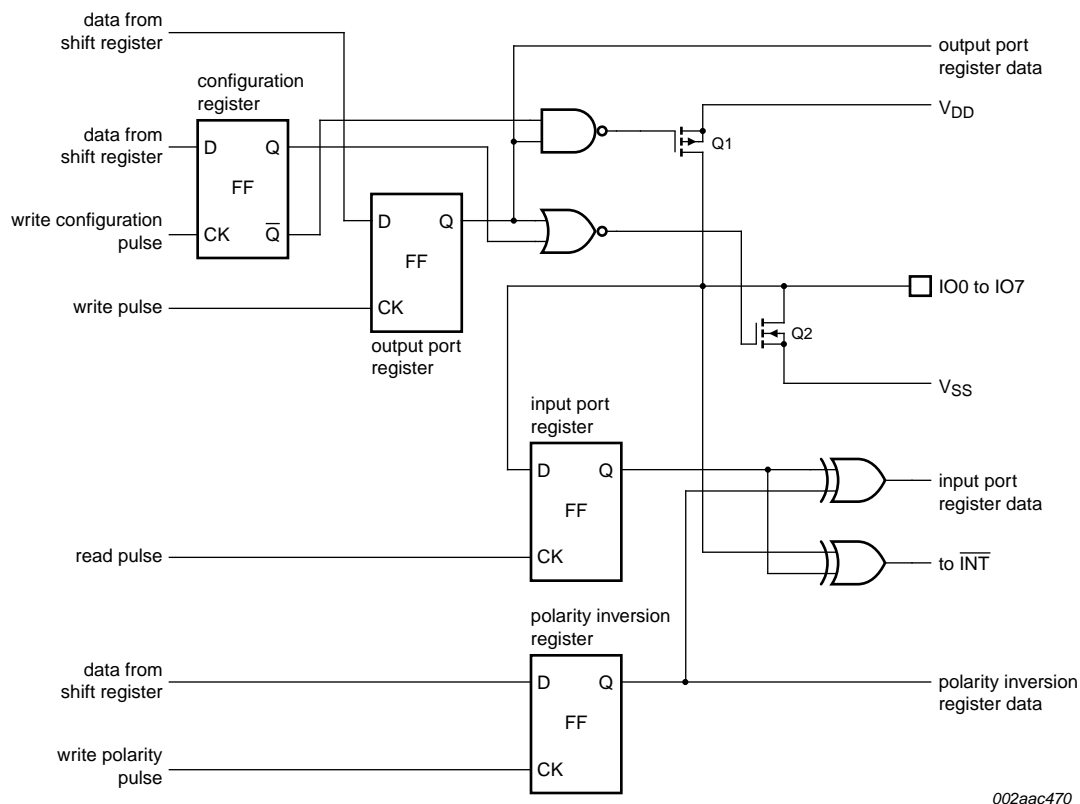 data from
shift register
output port
register data
configuration
register
V_DD
data from
shift register
D
Q
Q1
FF
D
Q
write configuration
pulse
CK
Q̅
FF
IO0 to IO7
write pulse
CK
Q2
output port
register
V_SS
input port
register
D
Q
input port
register data
FF
read pulse
CK
to I̅N̅T̅
polarity inversion
register
data from
shift register
D
Q
polarity inversion
register data
FF
write polarity
pulse
CK
002aac470